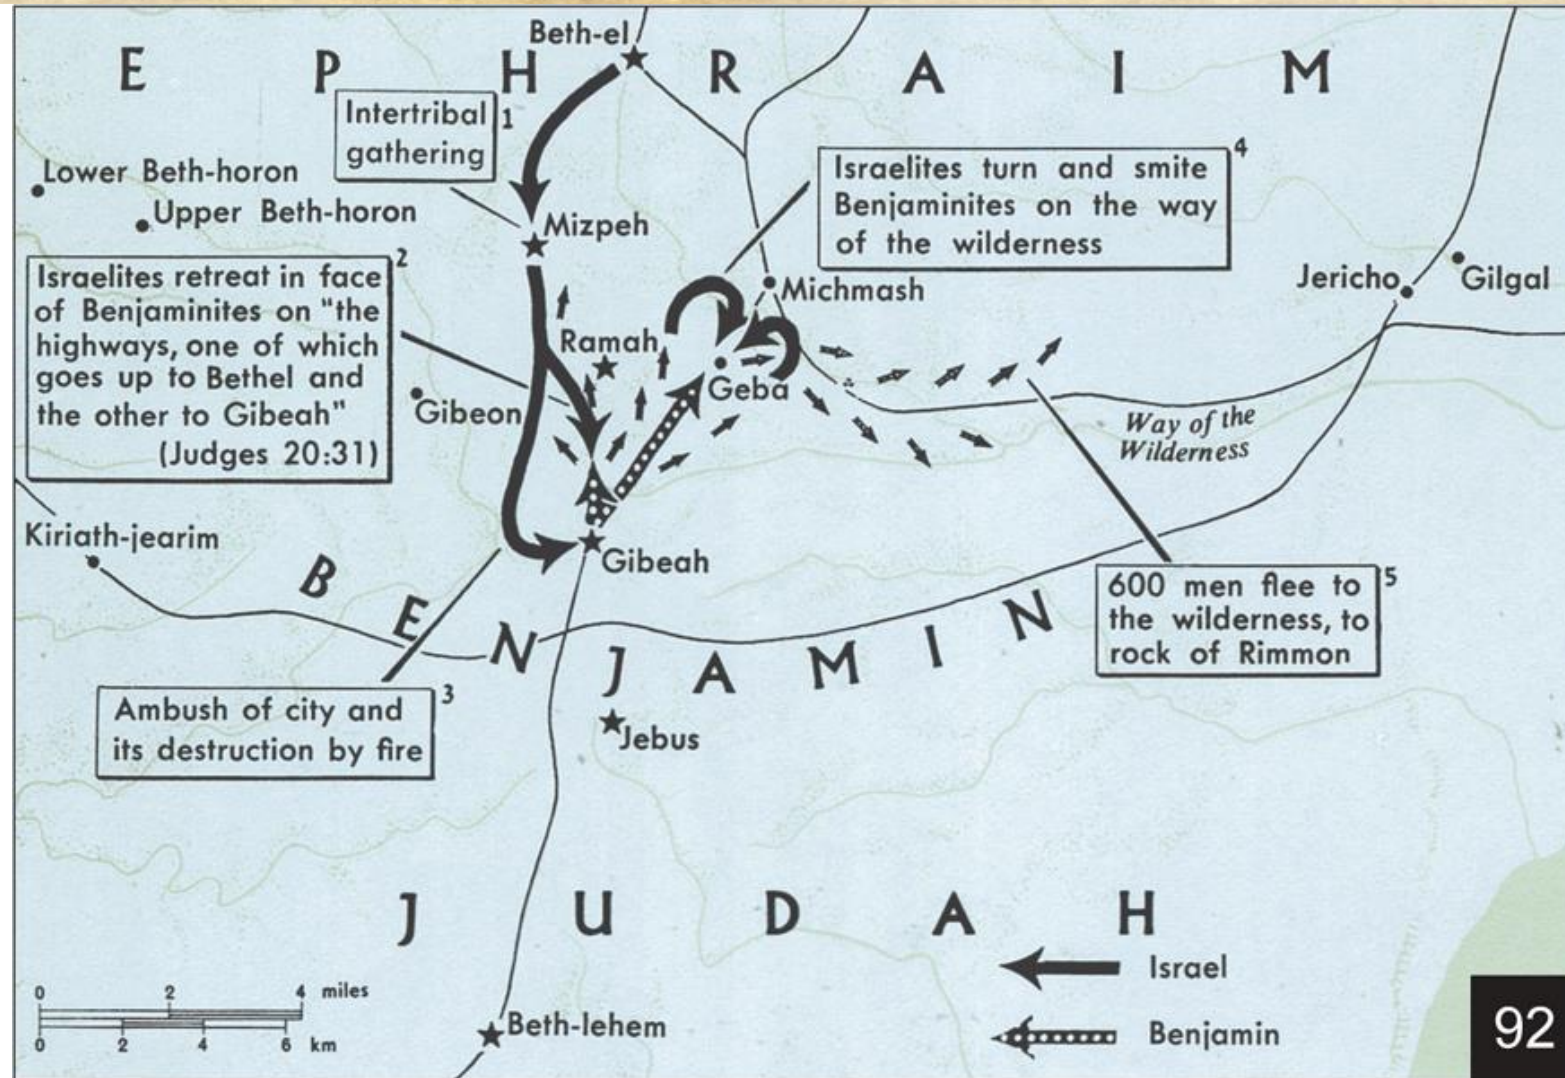 Beth-el
E P H R A I M
Intertribal
gathering
1
Lower Beth-horon
Upper Beth-horon
Mizpeh
Israelites turn and smite
Benjaminites on the way
of the wilderness
4
Israelites retreat in face
of Benjaminites on "the
highways, one of which
goes up to Bethel and
the other to Gibeah"
(Judges 20:31)
2
Michmash
Jericho
Gilgal
Ramah
Geba
Gibeon
Way of the
Wilderness
Kiriath-jearim
Gibeah
B E N J A M I N
600 men flee to
the wilderness, to
rock of Rimmon
5
Ambush of city and
its destruction by fire
3
Jebus
J U D A H
Israel
Benjamin
0 2 4 miles
0 2 4 6 km
Beth-lehem
92